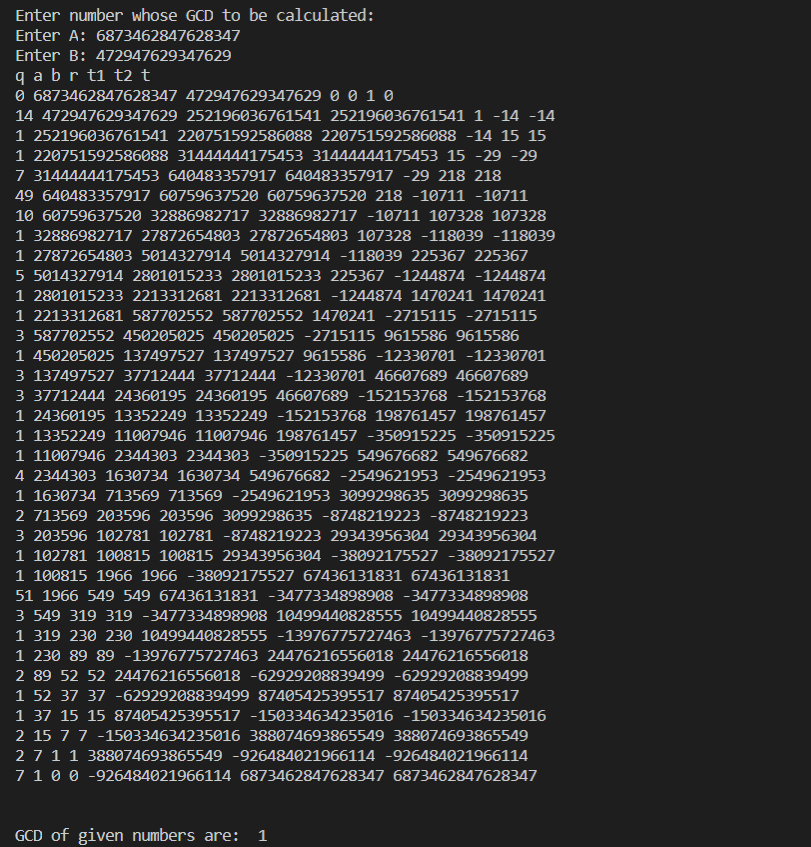 Enter number whose GCD to be calculated:
Enter A: 6873462847628347
Enter B: 472947629347629
q a b r t1 t2 t
0 6873462847628347 472947629347629 0 0 1 0
14 472947629347629 252196036761541 252196036761541 1 -14 -14
1 252196036761541 220751592586088 220751592586088 -14 15 15
1 220751592586088 31444444175453 31444444175453 15 -29 -29
7 31444444175453 640483357917 640483357917 -29 218 218
49 640483357917 60759637520 60759637520 218 -10711 -10711
10 60759637520 32886982717 32886982717 -10711 107328 107328
1 32886982717 27872654803 27872654803 107328 -118039 -118039
1 27872654803 5014327914 5014327914 -118039 225367 225367
5 5014327914 2801015233 2801015233 225367 -1244874 -1244874
1 2801015233 2213312681 2213312681 -1244874 1470241 1470241
1 2213312681 587702552 587702552 1470241 -2715115 -2715115
3 587702552 450205025 450205025 -2715115 9615586 9615586
1 450205025 137497527 137497527 9615586 -12330701 -12330701
3 137497527 37712444 37712444 -12330701 46607689 46607689
3 37712444 24360195 24360195 46607689 -152153768 -152153768
1 24360195 13352249 13352249 -152153768 198761457 198761457
1 13352249 11007946 11007946 198761457 -350915225 -350915225
1 11007946 2344303 2344303 -350915225 549676682 549676682
4 2344303 1630734 1630734 549676682 -2549621953 -2549621953
1 1630734 713569 713569 -2549621953 3099298635 3099298635
2 713569 203596 203596 3099298635 -8748219223 -8748219223
3 203596 102781 102781 -8748219223 29343956304 29343956304
1 102781 100815 100815 29343956304 -38092175527 -38092175527
1 100815 1966 1966 -38092175527 67436131831 67436131831
51 1966 549 549 67436131831 -3477334898908 -3477334898908
3 549 319 319 -3477334898908 10499440828555 10499440828555
1 319 230 230 10499440828555 -13976775727463 -13976775727463
1 230 89 89 -13976775727463 24476216556018 24476216556018
2 89 52 52 24476216556018 -62929208839499 -62929208839499
1 52 37 37 -62929208839499 87405425395517 87405425395517
1 37 15 15 87405425395517 -150334634235016 -150334634235016
2 15 7 7 -150334634235016 388074693865549 388074693865549
2 7 1 1 388074693865549 -926484021966114 -926484021966114
7 1 0 0 -926484021966114 6873462847628347 6873462847628347
GCD of given numbers are:  1